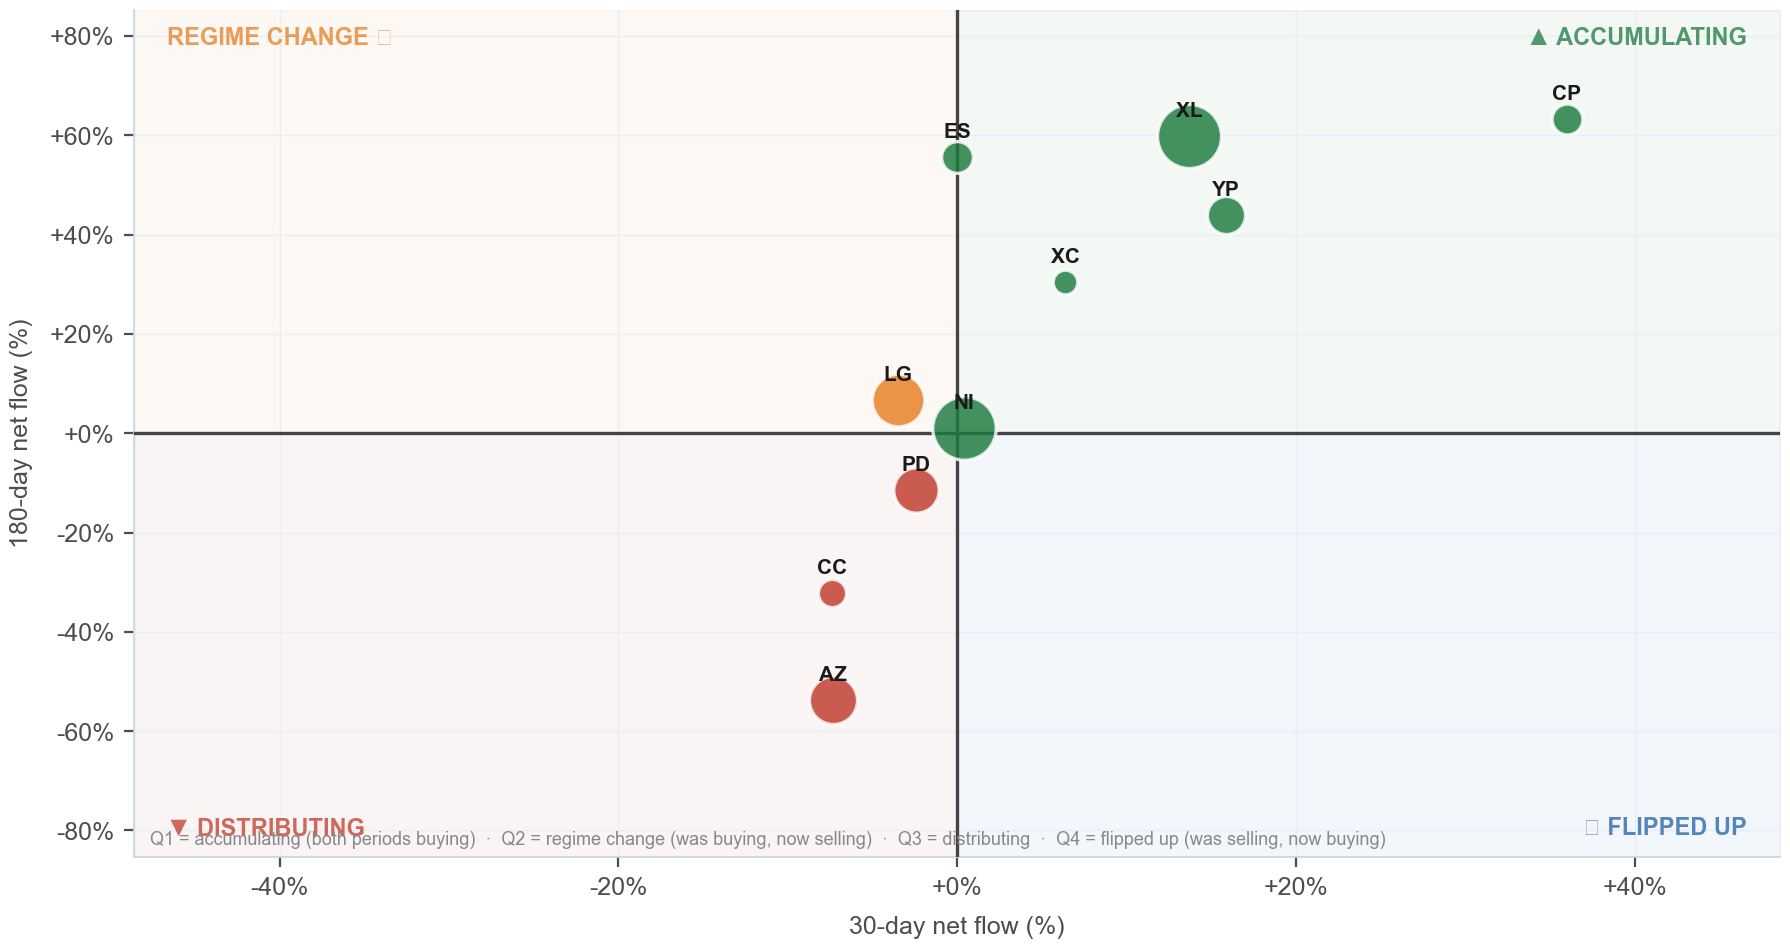 +80%
REGIME CHANGE
▲ ACCUMULATING
CP
XL
+60%
ES
YP
+40%
XC
+20%
LG
NI
+0%
PD
-20%
CC
-40%
AZ
-60%
▼ DISTRIBUTING
FLIPPED UP
-80%
Q1 = accumulating (both periods buying) · Q2 = regime change (was buying, now selling) · Q3 = distributing · Q4 = flipped up (was selling, now buying)
-40%
-20%
+0%
+20%
+40%
30-day net flow (%)
180-day net flow (%)